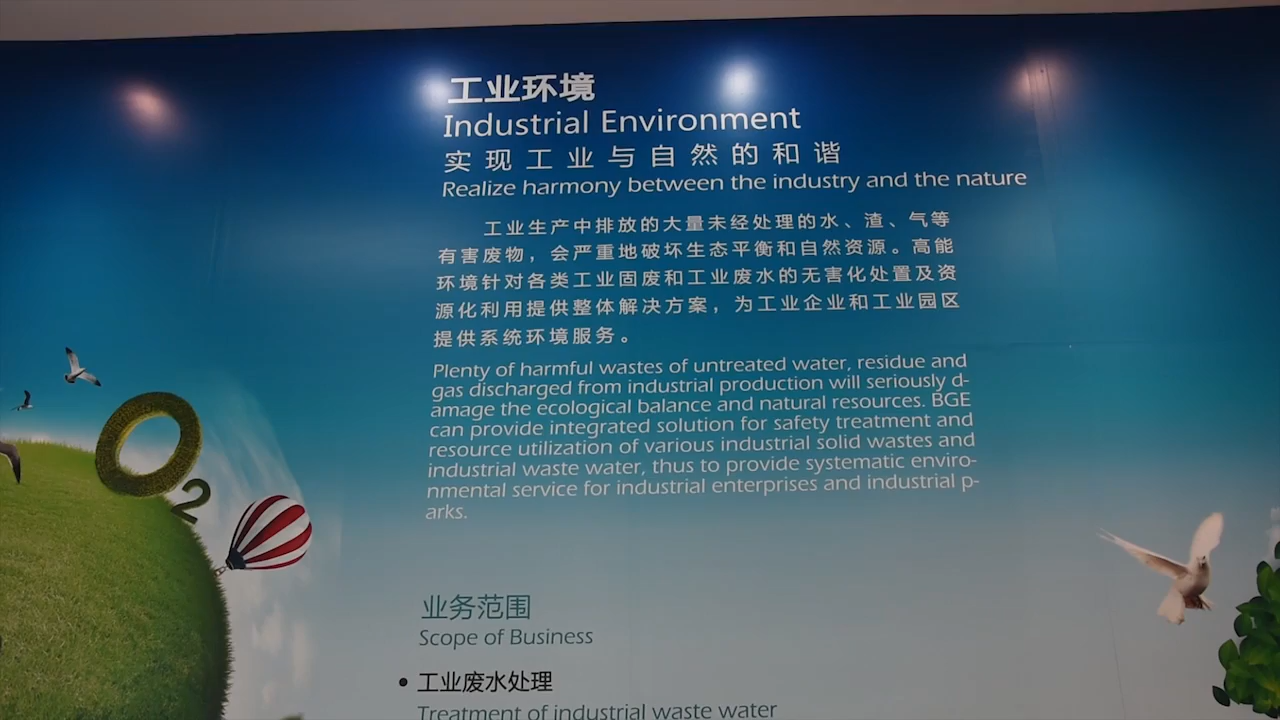 工业环境
Industrial Environment
实现工业与自然的和谐
Realize harmony between the industry and the nature
工业生产中排放的大量未经处理的水、渣、气等
有害废物，会严重地破坏生态平衡和自然资源。高能
环境针对各类工业固废和工业废水的无害化处置及资
源化利用提供整体解决方案，为工业企业和工业园区
提供系统环境服务。
Plenty of harmful wastes of untreated water, residue and
gas discharged from industrial production will seriously d-
amage the ecological balance and natural resources. BGE
can provide integrated solution for safety treatment and
resource utilization of various industrial solid wastes and
industrial waste water, thus to provide systematic enviro-
nmental service for industrial enterprises and industrial p-
arks.
O2
业务范围
Scope of Business
• 工业废水处理
Treatment of industrial waste water